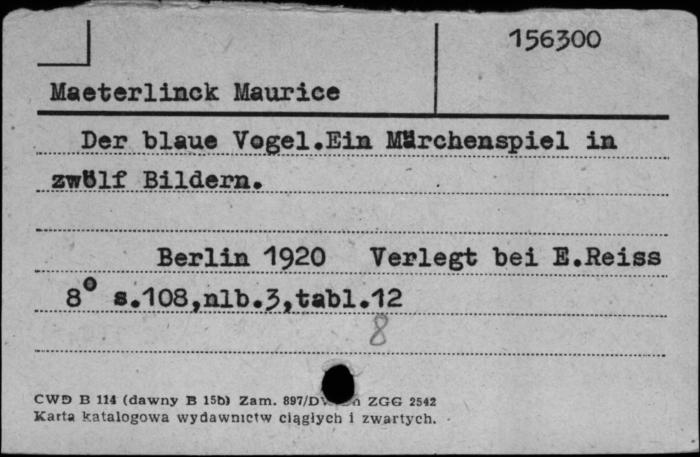 156300
Maeterlinck Maurice
Der blaue Vogel.Ein Märchenspiel in
zwölf Bildern.
Berlin 1920 Verlegt bei E.Reiss
8° s.108,nlb.3,tabl.12
8
CWD B 114 (dawny B 15b) Zam. 897/ ZGG 2542
Karta katalogowa wydawnictw ciągłych i zwartych.